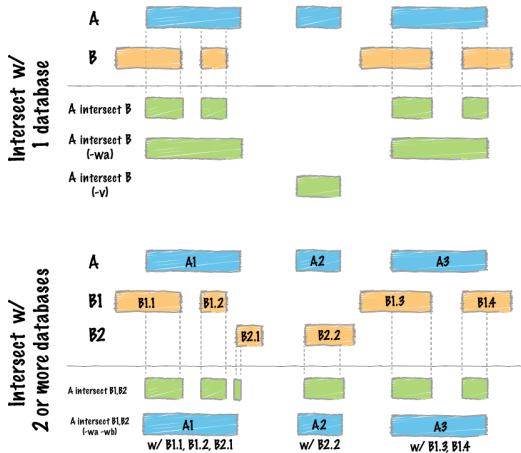 Intersect w/
1 database
A
B
A intersect B
A intersect B
(-wa)
A intersect B
(-v)
Intersect w/
2 or more databases
A
A1
A2
A3
B1
B1.1
B1.2
B1.3
B1.4
B2
B2.1
B2.2
A intersect B1,B2
A intersect B1,B2
(-wa -wb)
A1
A2
A3
w/ B1.1, B1.2, B2.1
w/ B2.2
w/ B1.3, B1.4